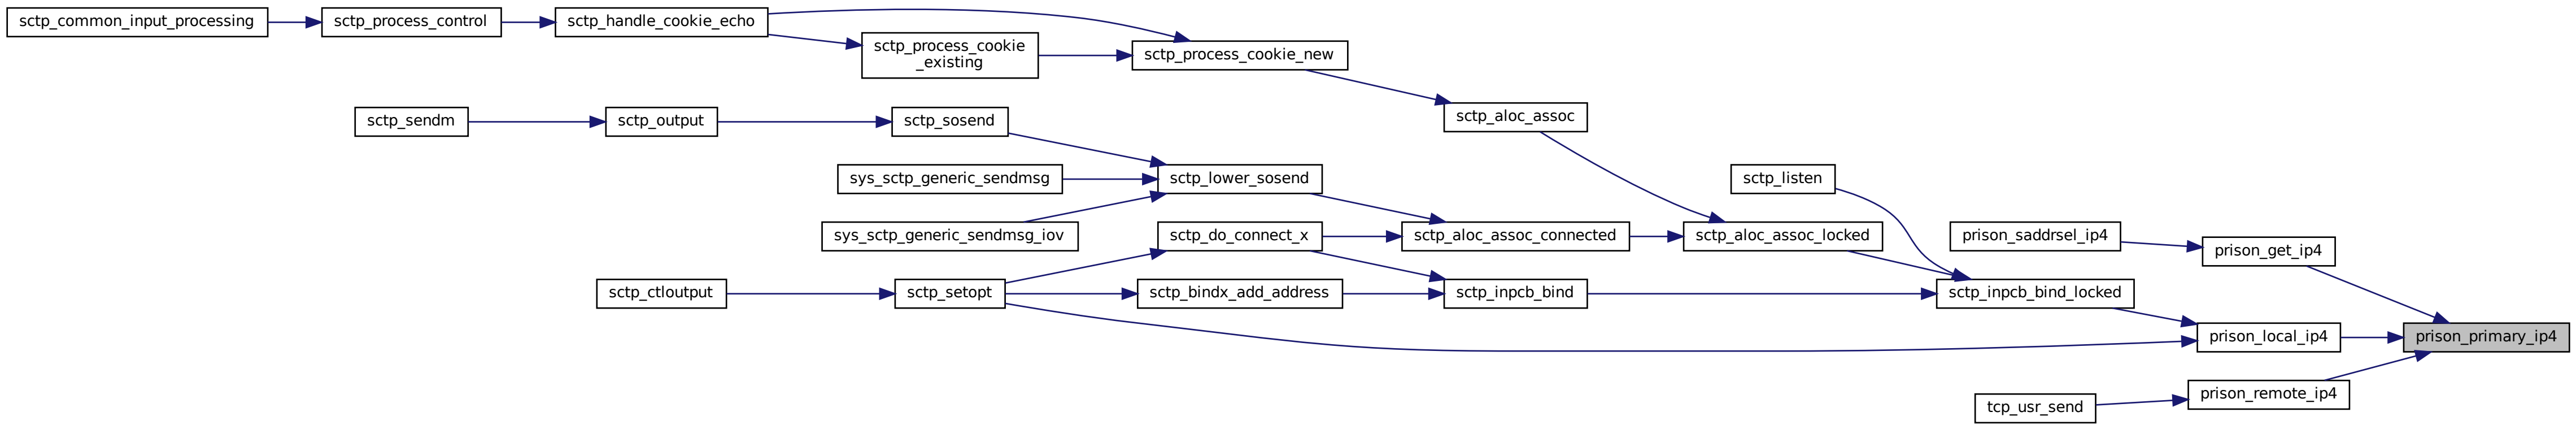 sctp_common_input_processing
sctp_process_control
sctp_handle_cookie_echo
sctp_process_cookie
_existing
sctp_process_cookie_new
sctp_aloc_assoc
sctp_sendm
sctp_output
sctp_sosend
sys_sctp_generic_sendmsg
sctp_lower_sosend
sctp_listen
sys_sctp_generic_sendmsg_iov
sctp_do_connect_x
sctp_aloc_assoc_connected
sctp_aloc_assoc_locked
prison_saddrsel_ip4
prison_get_ip4
sctp_ctloutput
sctp_setopt
sctp_bindx_add_address
sctp_inpcb_bind
sctp_inpcb_bind_locked
prison_local_ip4
prison_primary_ip4
prison_remote_ip4
tcp_usr_send